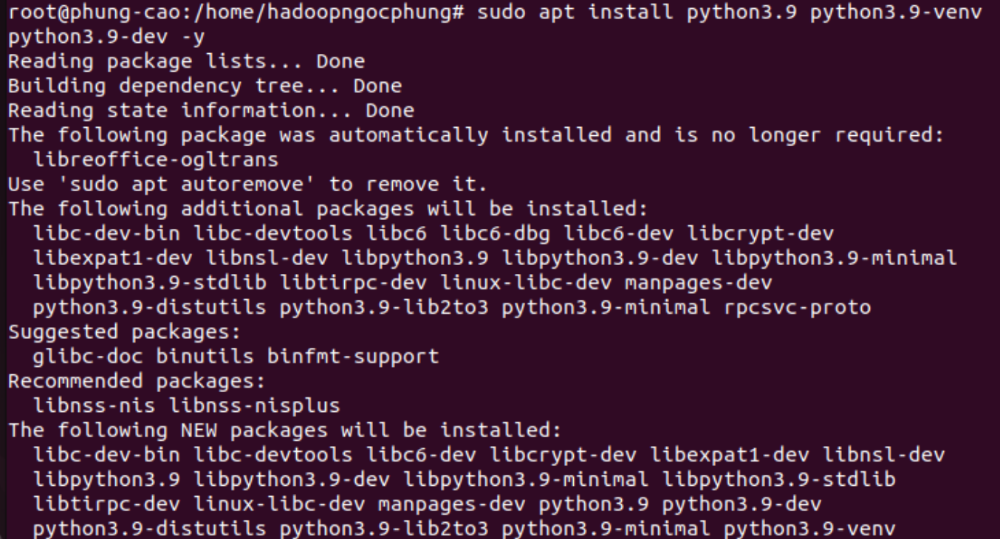 root@phung-cao:/home/hadoopngocphung# sudo apt install python3.9 python3.9-venv
python3.9-dev -y
Reading package lists... Done
Building dependency tree... Done
Reading state information... Done
The following package was automatically installed and is no longer required:
  libreoffice-ogltrans
Use 'sudo apt autoremove' to remove it.
The following additional packages will be installed:
  libc-dev-bin libc-devtools libc6 libc6-dbg libc6-dev libcrypt-dev
  libexpat1-dev libnsl-dev libpython3.9 libpython3.9-dev libpython3.9-minimal
  libpython3.9-stdlib libtirpc-dev linux-libc-dev manpages-dev
  python3.9-distutils python3.9-lib2to3 python3.9-minimal rpcsvc-proto
Suggested packages:
  glibc-doc binutils binfmt-support
Recommended packages:
  libnss-nis libnss-nisplus
The following NEW packages will be installed:
  libc-dev-bin libc-devtools libc6-dev libcrypt-dev libexpat1-dev libnsl-dev
  libpython3.9 libpython3.9-dev libpython3.9-minimal libpython3.9-stdlib
  libtirpc-dev linux-libc-dev manpages-dev python3.9 python3.9-dev
  python3.9-distutils python3.9-lib2to3 python3.9-minimal python3.9-venv